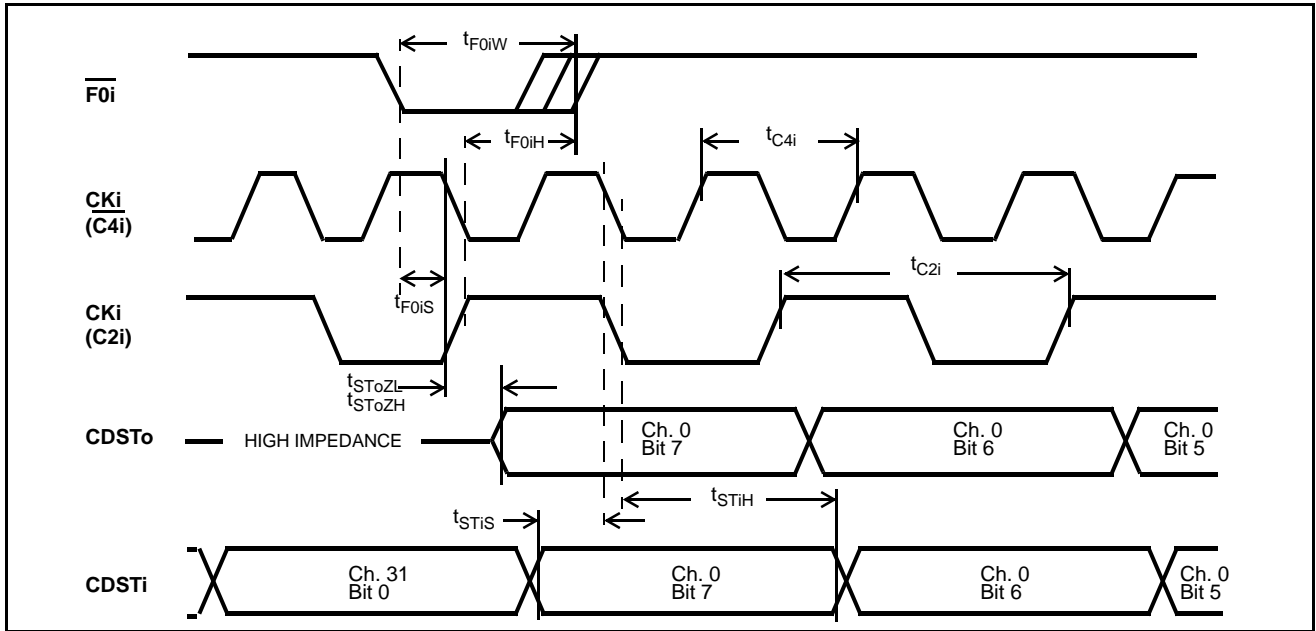 tF0iW
F0i
tF0iH
tC4i
CKi
(C4i)
tC2i
tF0iS
CKi
(C2i)
tSToZL
tSToZH
CDSTo
HIGH IMPEDANCE
Ch. 0
Bit 7
Ch. 0
Bit 6
Ch. 0
Bit 5
tSTiH
tSTiS
CDSTi
Ch. 31
Bit 0
Ch. 0
Bit 7
Ch. 0
Bit 6
Ch. 0
Bit 5